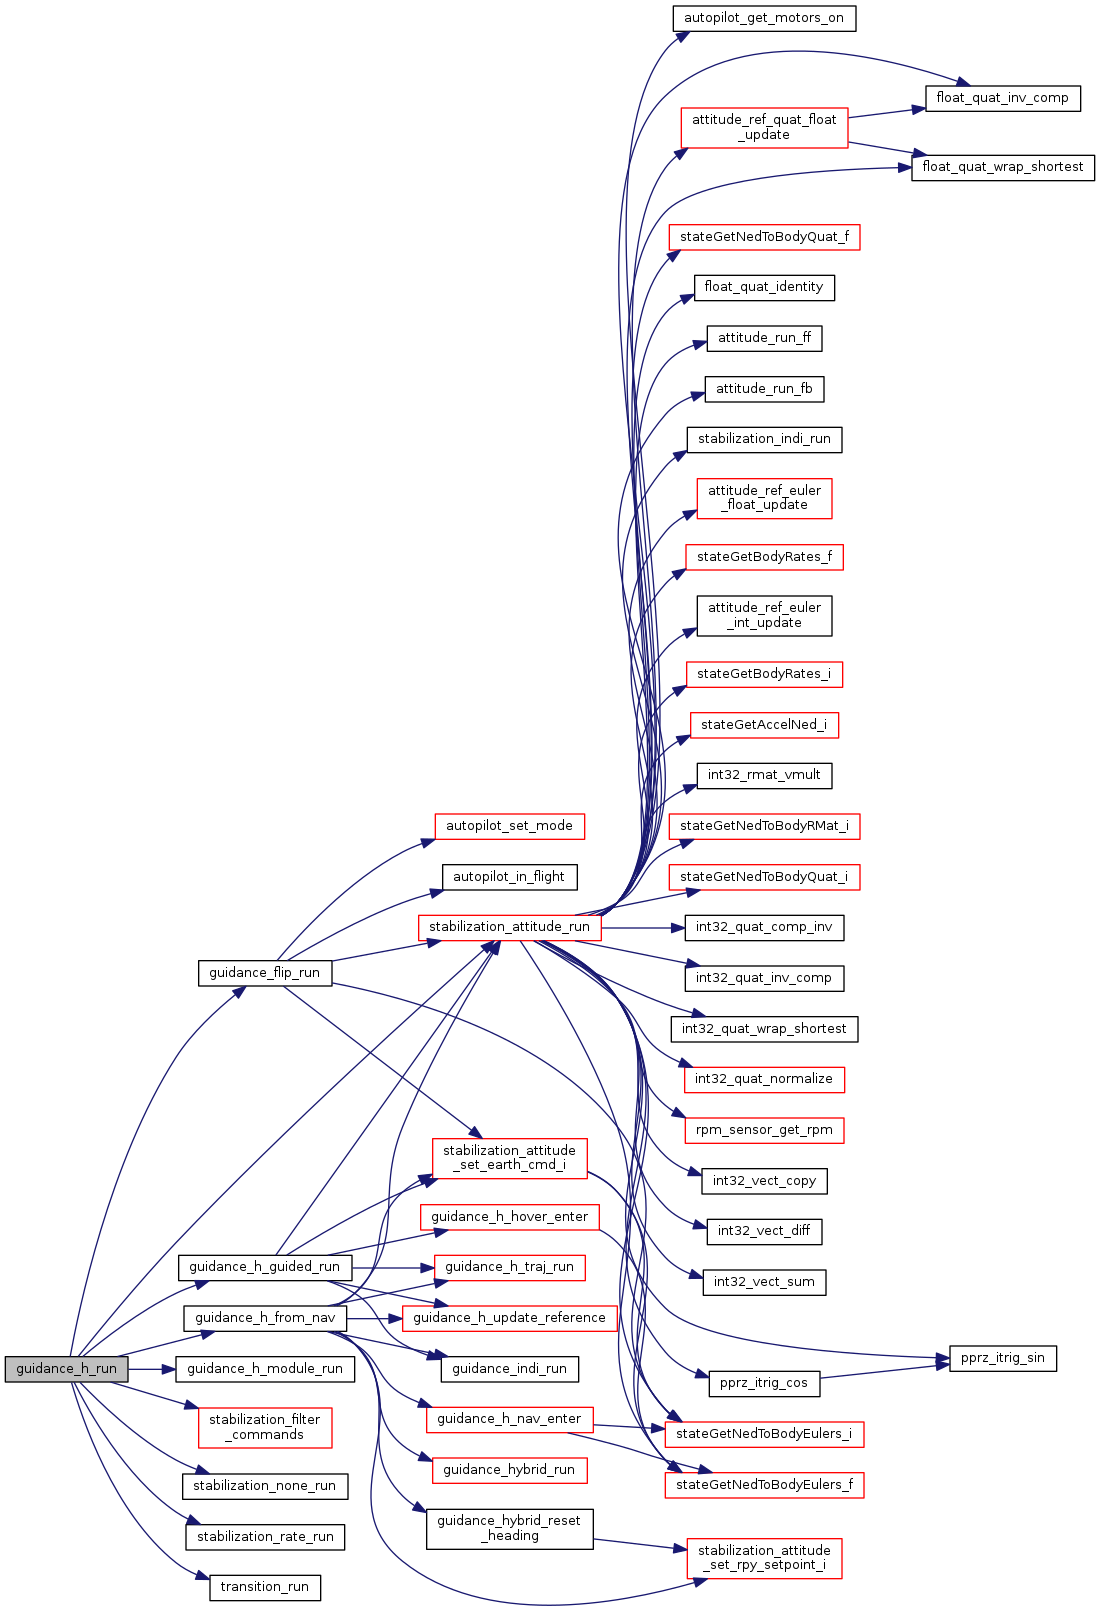 autopilot_get_motors_on
float_quat_inv_comp
attitude_ref_quat_float
_update
float_quat_wrap_shortest
stateGetNedToBodyQuat_f
float_quat_identity
attitude_run_ff
attitude_run_fb
stabilization_indi_run
attitude_ref_euler
_float_update
stateGetBodyRates_f
attitude_ref_euler
_int_update
stateGetBodyRates_i
stateGetAccelNed_i
int32_rmat_vmult
autopilot_set_mode
stateGetNedToBodyRMat_i
autopilot_in_flight
stateGetNedToBodyQuat_i
stabilization_attitude_run
int32_quat_comp_inv
guidance_flip_run
int32_quat_inv_comp
int32_quat_wrap_shortest
int32_quat_normalize
rpm_sensor_get_rpm
stabilization_attitude
_set_earth_cmd_i
int32_vect_copy
guidance_h_hover_enter
int32_vect_diff
guidance_h_guided_run
guidance_h_traj_run
int32_vect_sum
guidance_h_from_nav
guidance_h_update_reference
pprz_itrig_sin
guidance_h_run
guidance_h_module_run
guidance_indi_run
pprz_itrig_cos
stabilization_filter
_commands
guidance_h_nav_enter
stateGetNedToBodyEulers_i
guidance_hybrid_run
stabilization_none_run
stateGetNedToBodyEulers_f
guidance_hybrid_reset
_heading
stabilization_rate_run
stabilization_attitude
_set_rpy_setpoint_i
transition_run